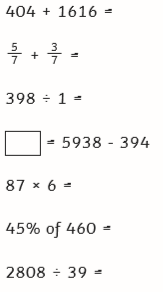 404 + 1616 =
5/7 + 3/7 =
398 ÷ 1 =
= 5938 - 394
87 × 6 =
45% of 460 =
2808 ÷ 39 =